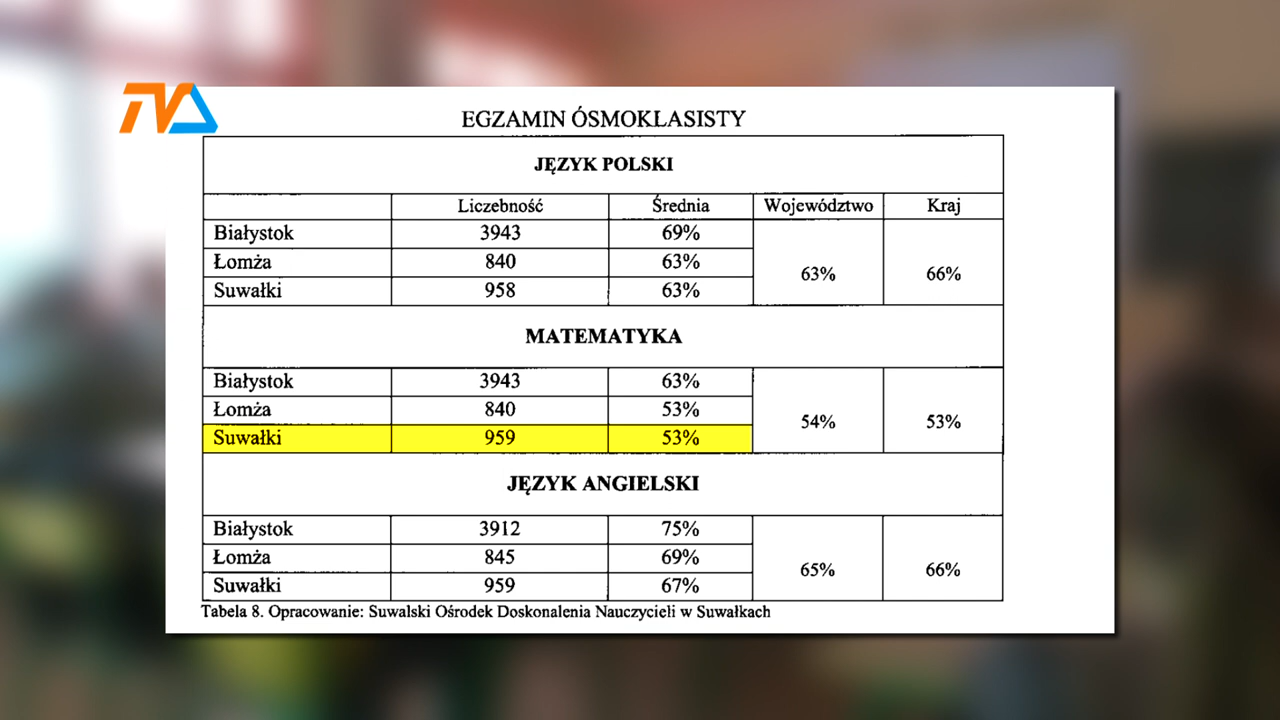 TVA
EGZAMIN ÓSMOKLASISTY
JĘZYK POLSKI
Liczebność Średnia Województwo Kraj
Białystok 3943 69%
Łomża 840 63% 63% 66%
Suwałki 958 63%
MATEMATYKA
Białystok 3943 63%
Łomża 840 53% 54% 53%
Suwałki 959 53%
JĘZYK ANGIELSKI
Białystok 3912 75%
Łomża 845 69% 65% 66%
Suwałki 959 67%
Tabela 8. Opracowanie: Suwalski Ośrodek Doskonalenia Nauczycieli w Suwałkach